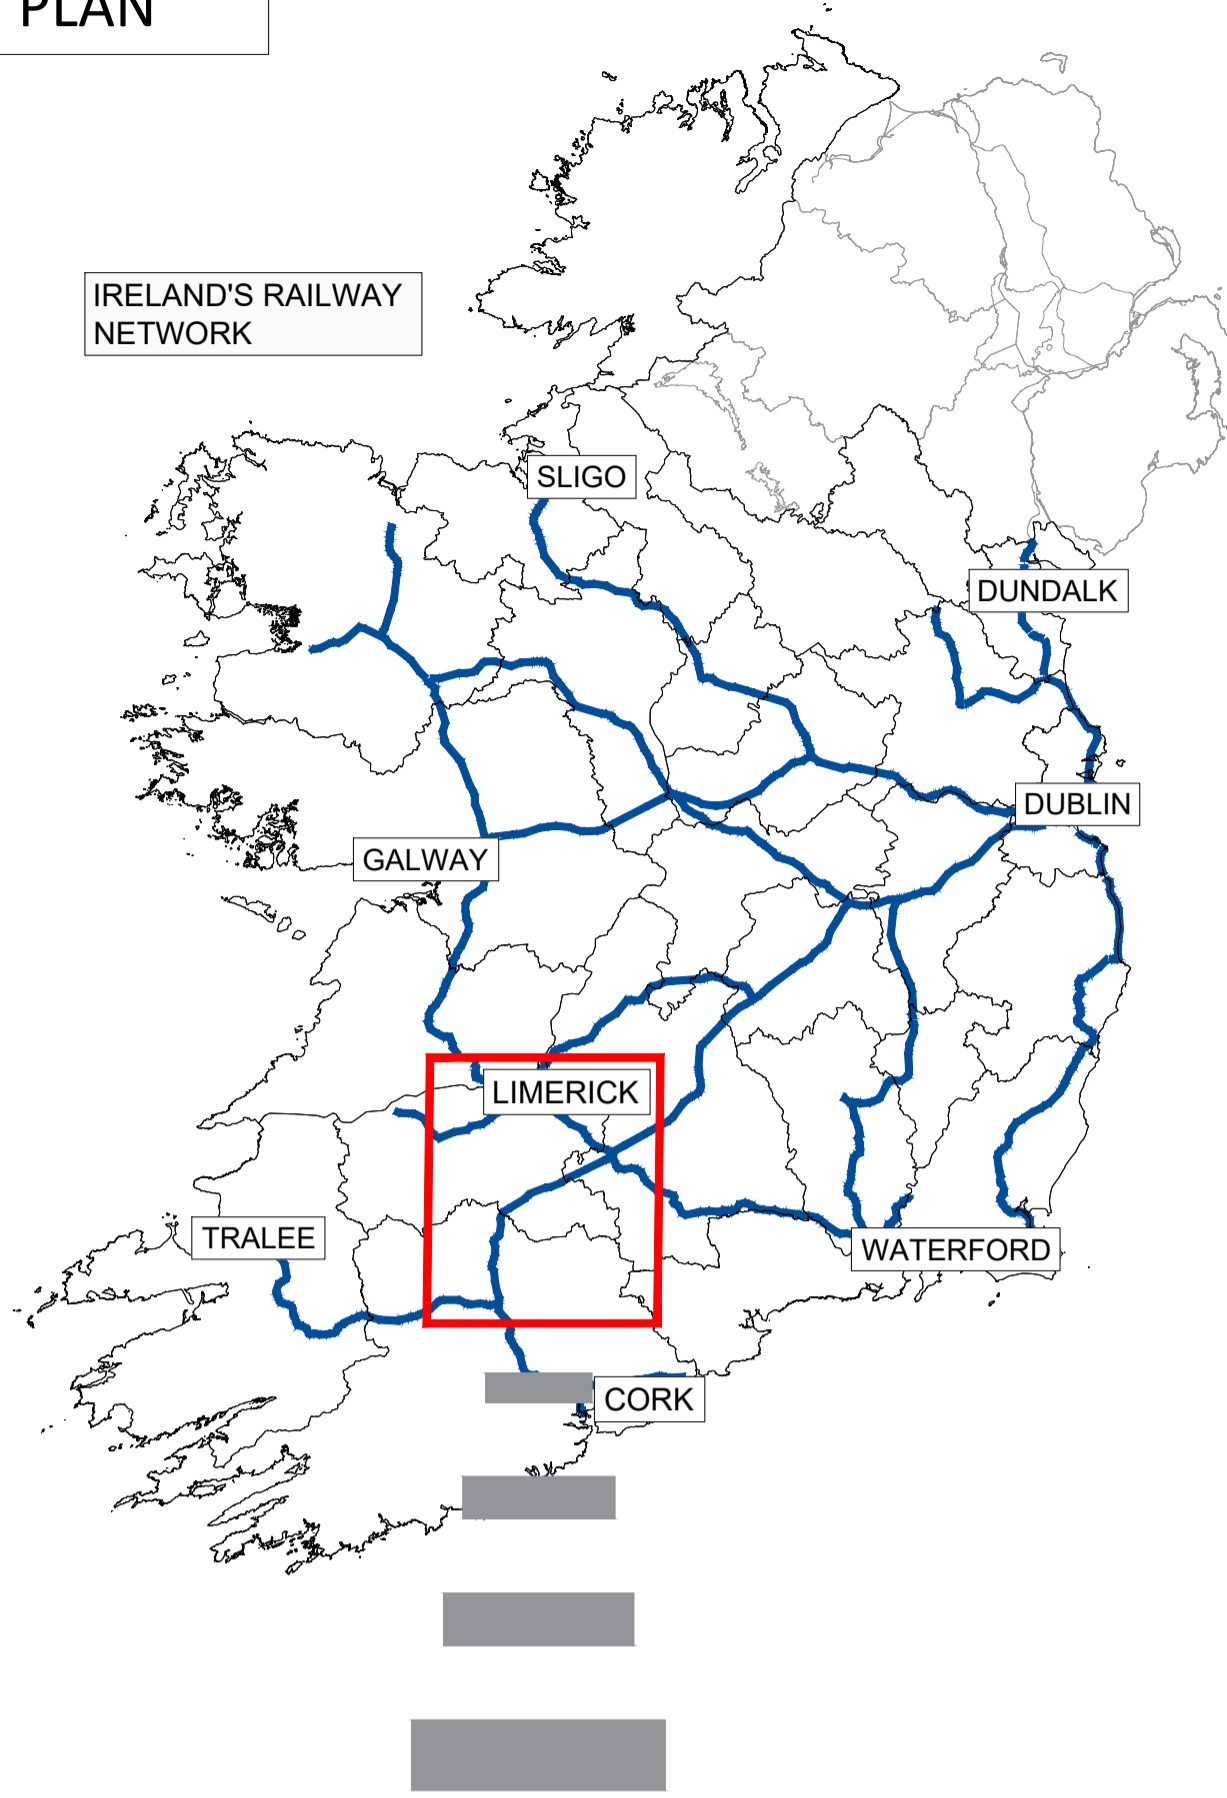 PLAN
IRELAND'S RAILWAY
NETWORK
SLIGO
DUNDALK
DUBLIN
GALWAY
LIMERICK
TRALEE
WATERFORD
CORK